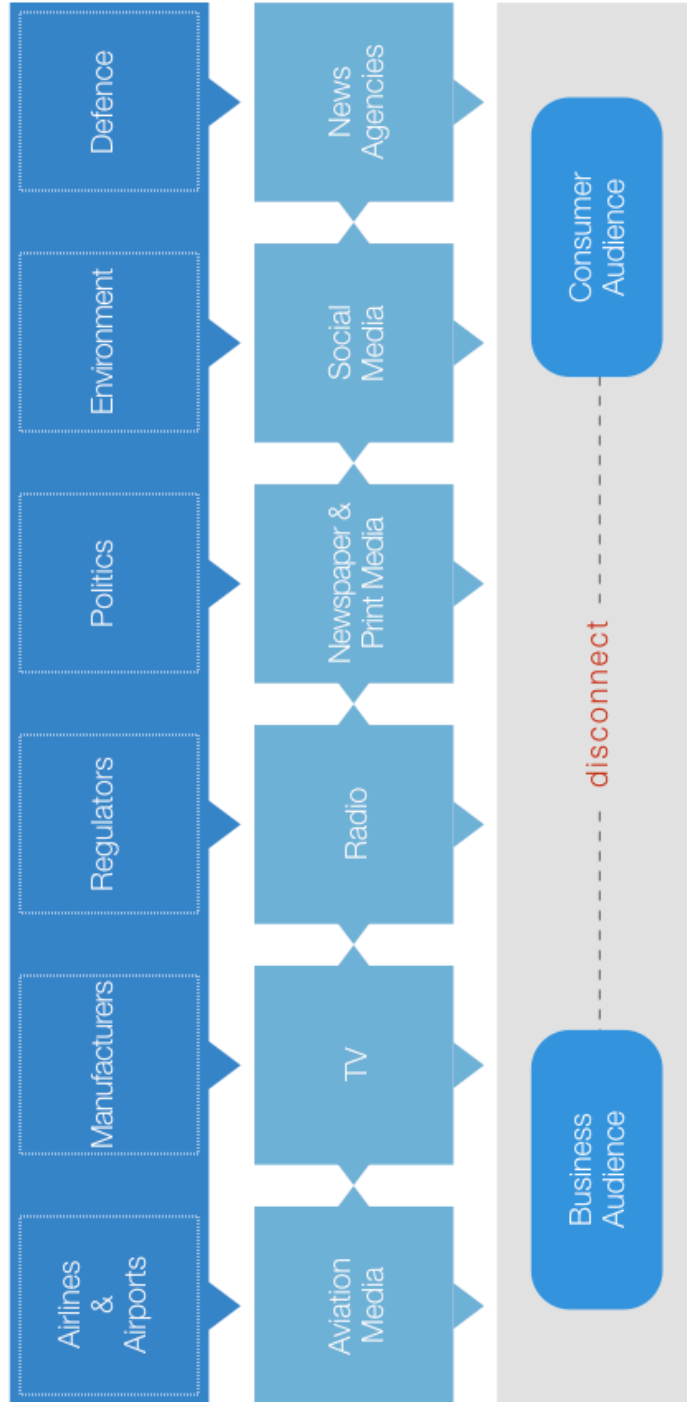 Airlines
&
Airports
Manufacturers
Regulators
Politics
Environment
Defence
Aviation
Media
TV
Radio
Newspaper &
Print Media
Social
Media
News
Agencies
Business
Audience
disconnect
Consumer
Audience